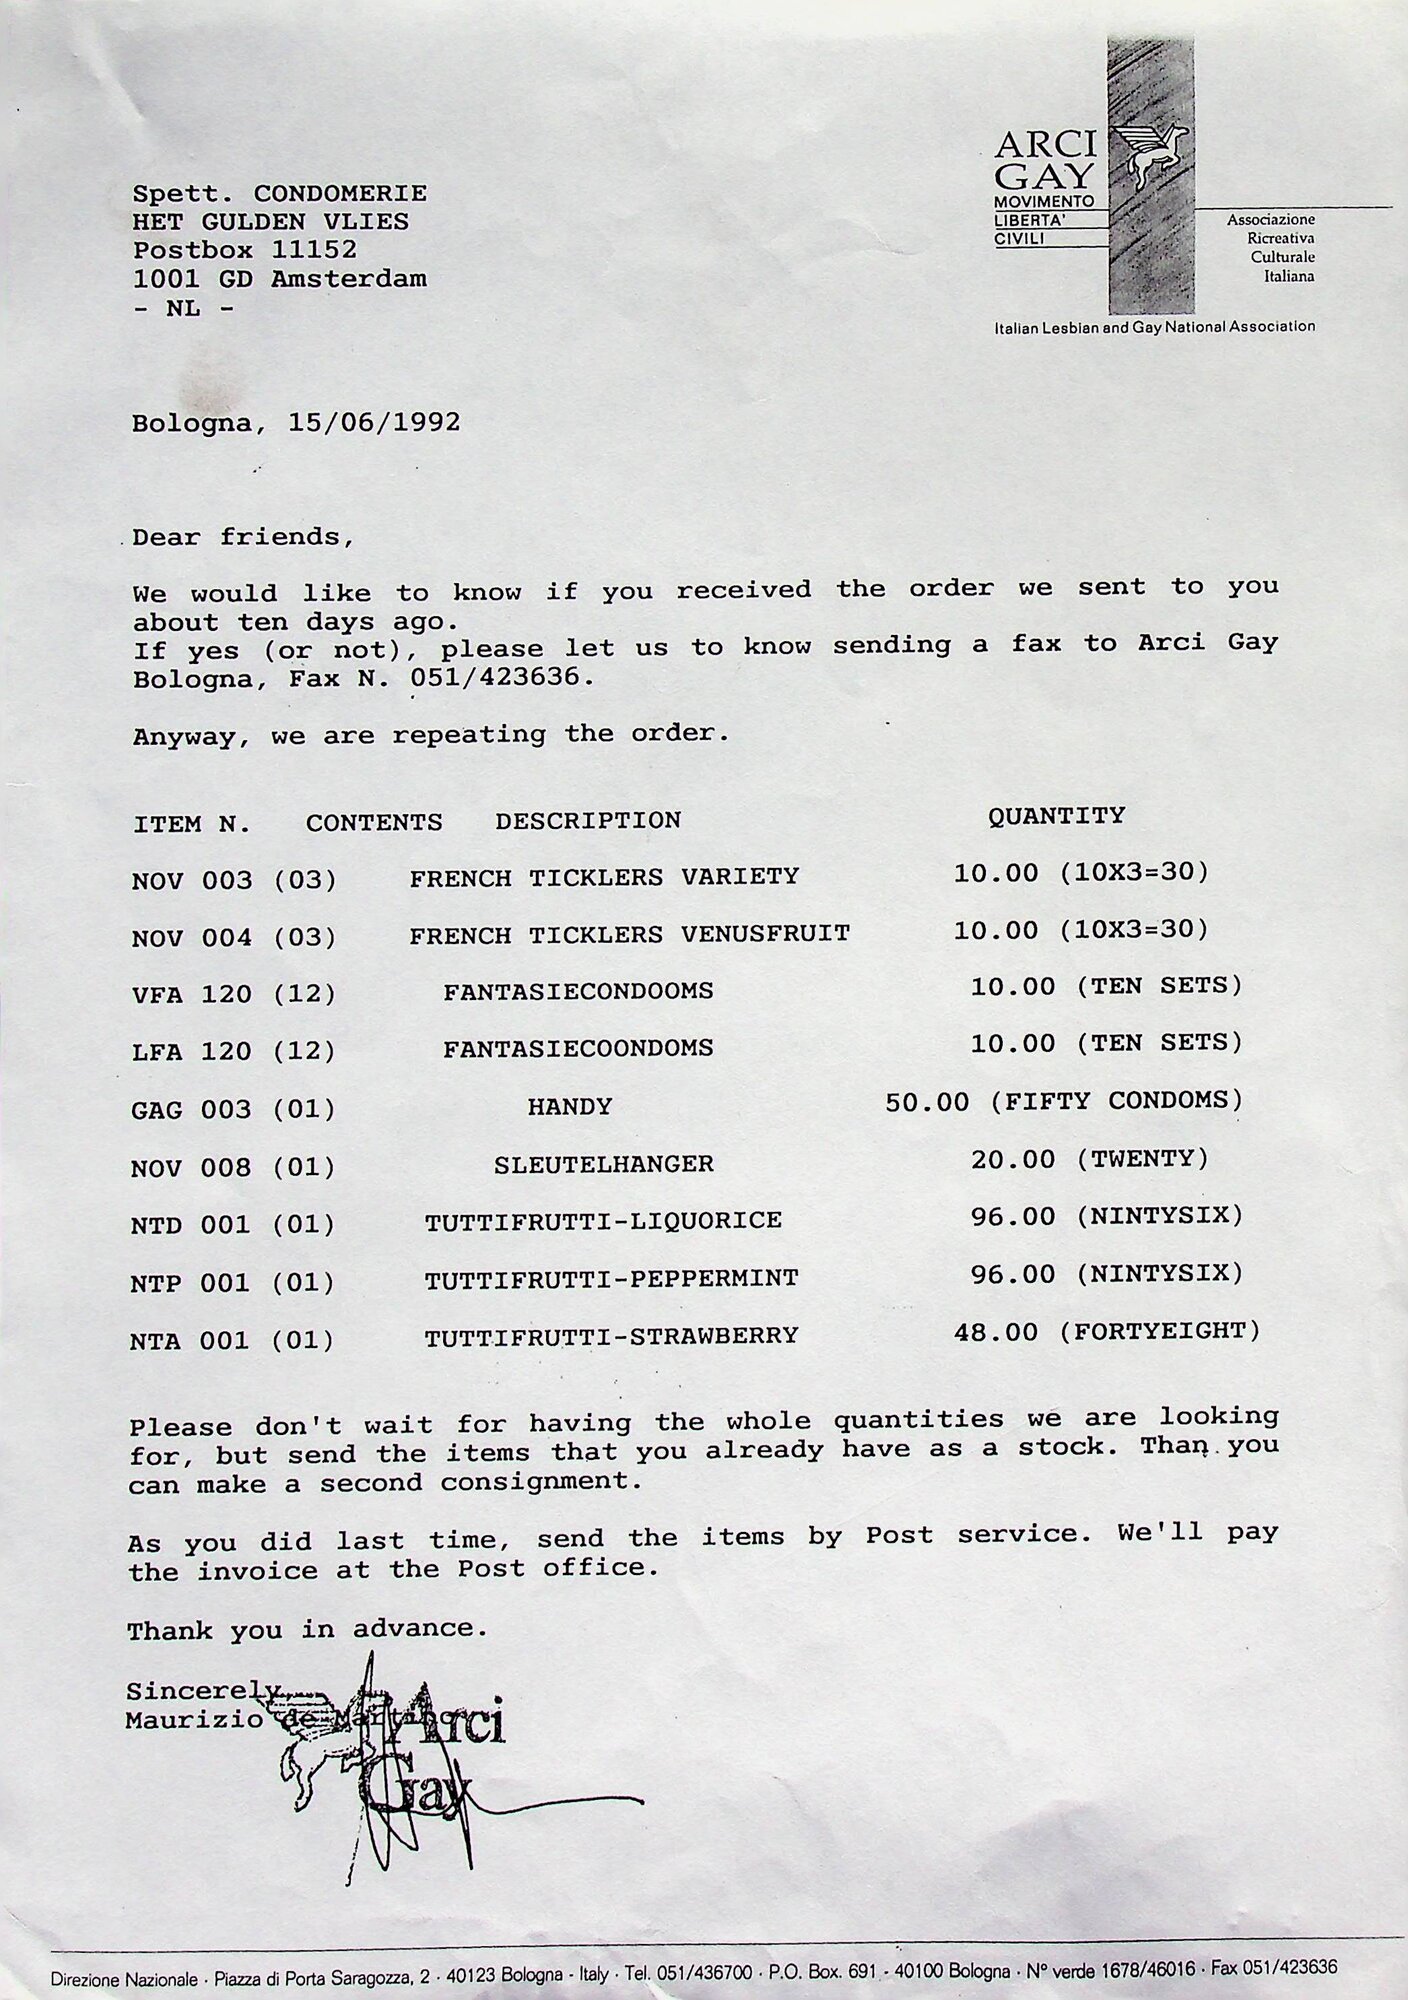 ARCI
GAY
MOVIMENTO
LIBERTA'
CIVILI
Associazione
Ricreativa
Culturale
Italiana
Italian Lesbian and Gay National Association
Spett. CONDOMERIE
HET GULDEN VLIES
Postbox 11152
1001 GD Amsterdam
- NL -
Bologna, 15/06/1992
Dear friends,
We would like to know if you received the order we sent to you
about ten days ago.
If yes (or not), please let us to know sending a fax to Arci Gay
Bologna, Fax N. 051/423636.
Anyway, we are repeating the order.
ITEM N. CONTENTS DESCRIPTION QUANTITY
NOV 003 (03) FRENCH TICKLERS VARIETY 10.00 (10X3=30)
NOV 004 (03) FRENCH TICKLERS VENUSFRUIT 10.00 (10X3=30)
VFA 120 (12) FANTASIECONDOOMS 10.00 (TEN SETS)
LFA 120 (12) FANTASIECOONDOMS 10.00 (TEN SETS)
GAG 003 (01) HANDY 50.00 (FIFTY CONDOMS)
NOV 008 (01) SLEUTELHANGER 20.00 (TWENTY)
NTD 001 (01) TUTTIFRUTTI-LIQUORICE 96.00 (NINTYSIX)
NTP 001 (01) TUTTIFRUTTI-PEPPERMINT 96.00 (NINTYSIX)
NTA 001 (01) TUTTIFRUTTI-STRAWBERRY 48.00 (FORTYEIGHT)
Please don't wait for having the whole quantities we are looking
for, but send the items that you already have as a stock. Than you
can make a second consignment.
As you did last time, send the items by Post service. We'll pay
the invoice at the Post office.
Thank you in advance.
Sincerely,
Maurizio de Martino
Arci
Gay
Direzione Nazionale · Piazza di Porta Saragozza, 2 · 40123 Bologna - Italy · Tel. 051/436700 · P.O. Box. 691 - 40100 Bologna · N° verde 1678/46016 · Fax 051/423636